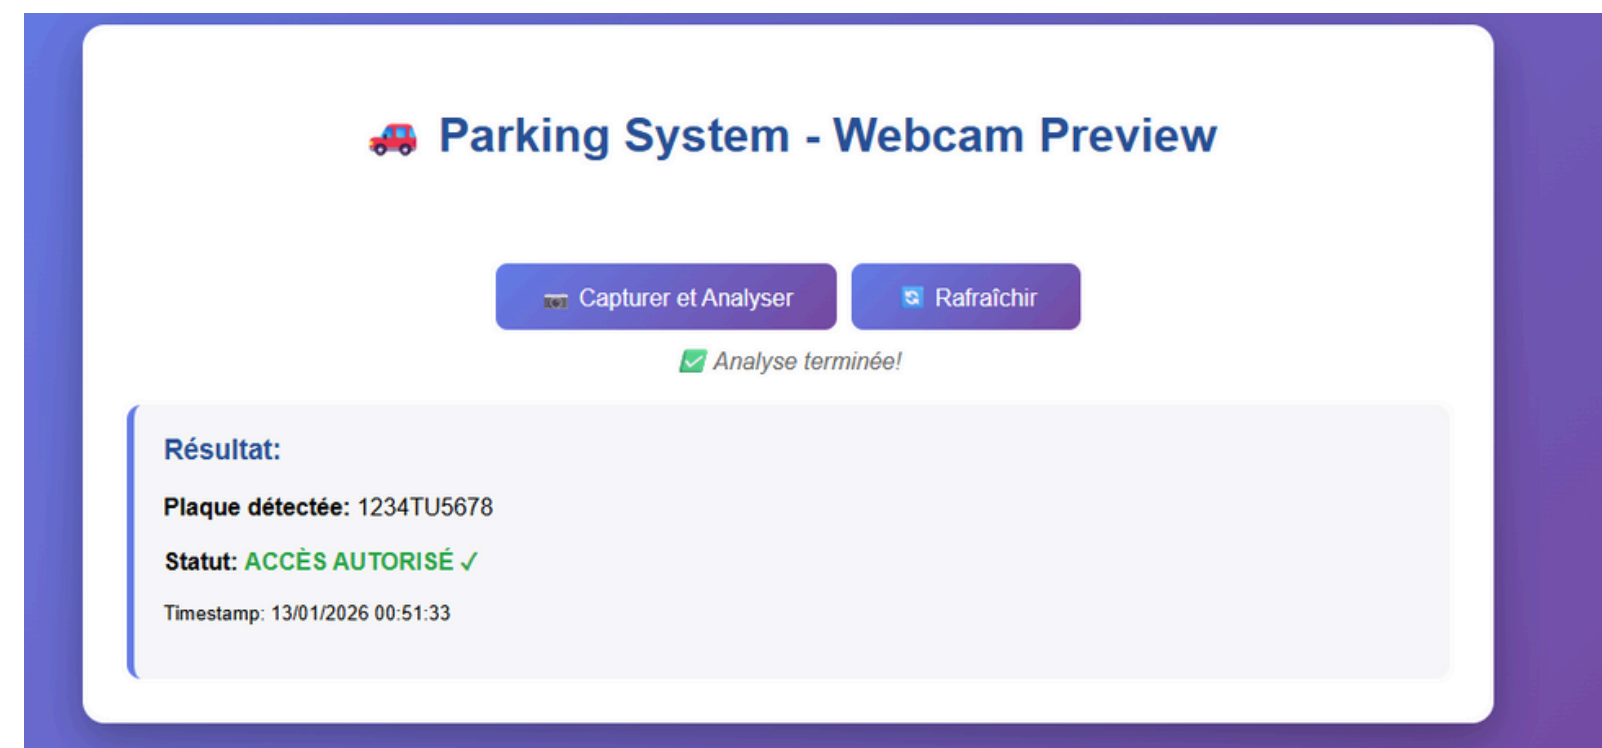 🚗 Parking System - Webcam Preview
📷 Capturer et Analyser
🔄 Rafraîchir
✅ Analyse terminée!
Résultat:
Plaque détectée: 1234TU5678
Statut: ACCÈS AUTORISÉ ✓
Timestamp: 13/01/2026 00:51:33